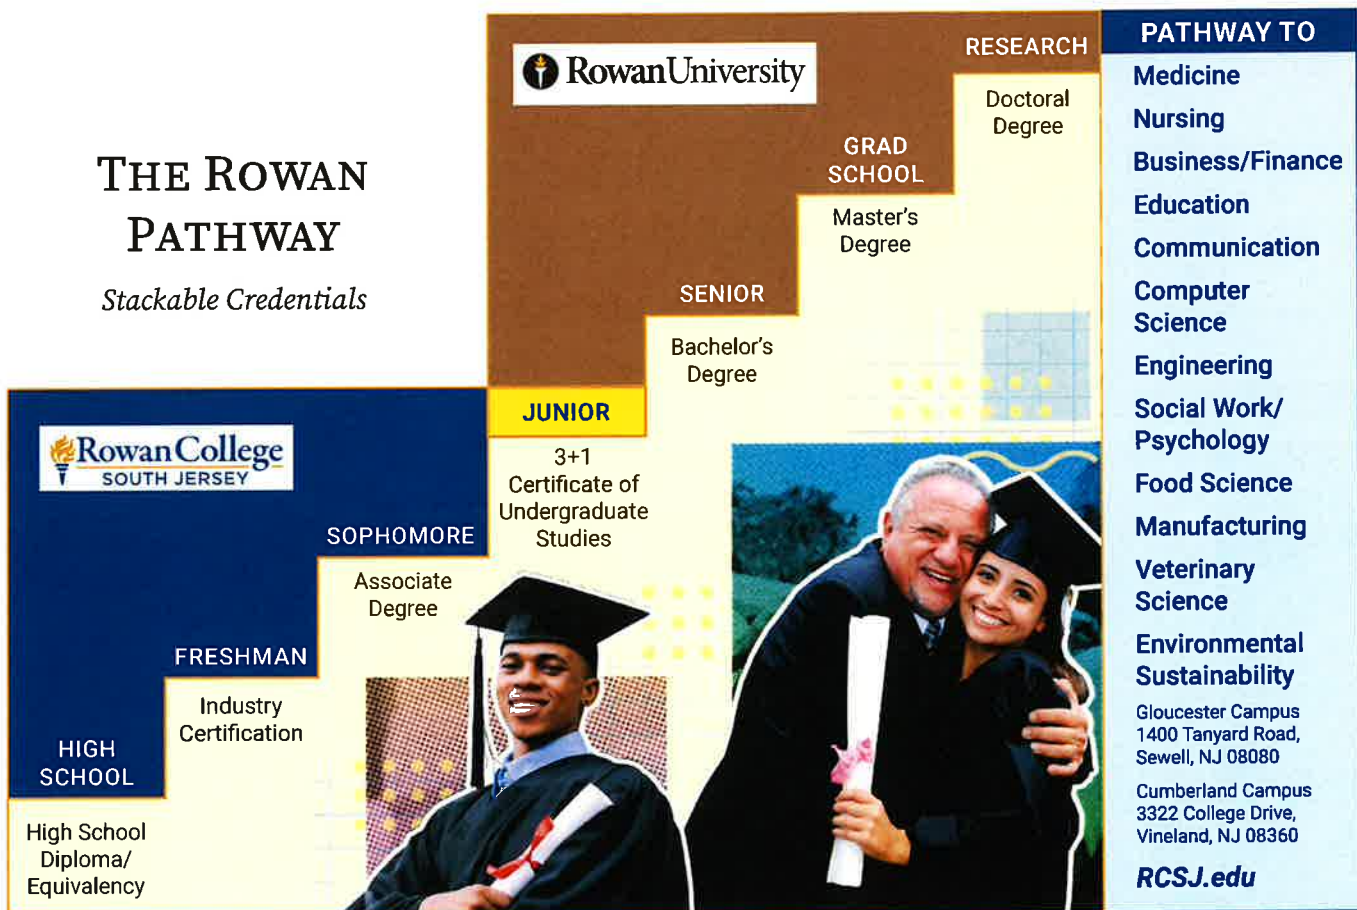 THE ROWAN
PATHWAY
Stackable Credentials
Rowan College
SOUTH JERSEY
HIGH
SCHOOL
High School
Diploma/
Equivalency
FRESHMAN
Industry
Certification
SOPHOMORE
Associate
Degree
RowanUniversity
JUNIOR
3+1
Certificate of
Undergraduate
Studies
SENIOR
Bachelor's
Degree
GRAD
SCHOOL
Master's
Degree
RESEARCH
Doctoral
Degree
PATHWAY TO
Medicine
Nursing
Business/Finance
Education
Communication
Computer
Science
Engineering
Social Work/
Psychology
Food Science
Manufacturing
Veterinary
Science
Environmental
Sustainability
Gloucester Campus
1400 Tanyard Road,
Sewell, NJ 08080
Cumberland Campus
3322 College Drive,
Vineland, NJ 08360
RCSJ.edu